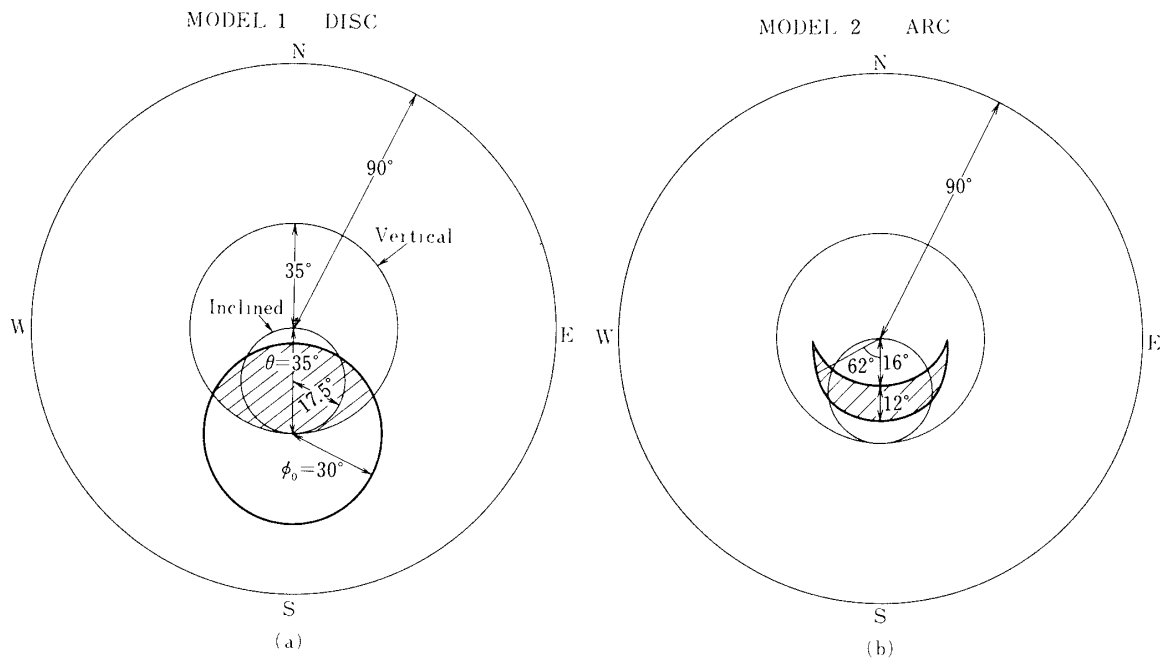 MODEL 1 DISC
N
90°
Vertical
35°
Inclined
W
E
θ=35°
17.5°
ϕ₀=30°
S
(a)
MODEL 2 ARC
N
90°
W
E
62°
16°
12°
S
(b)